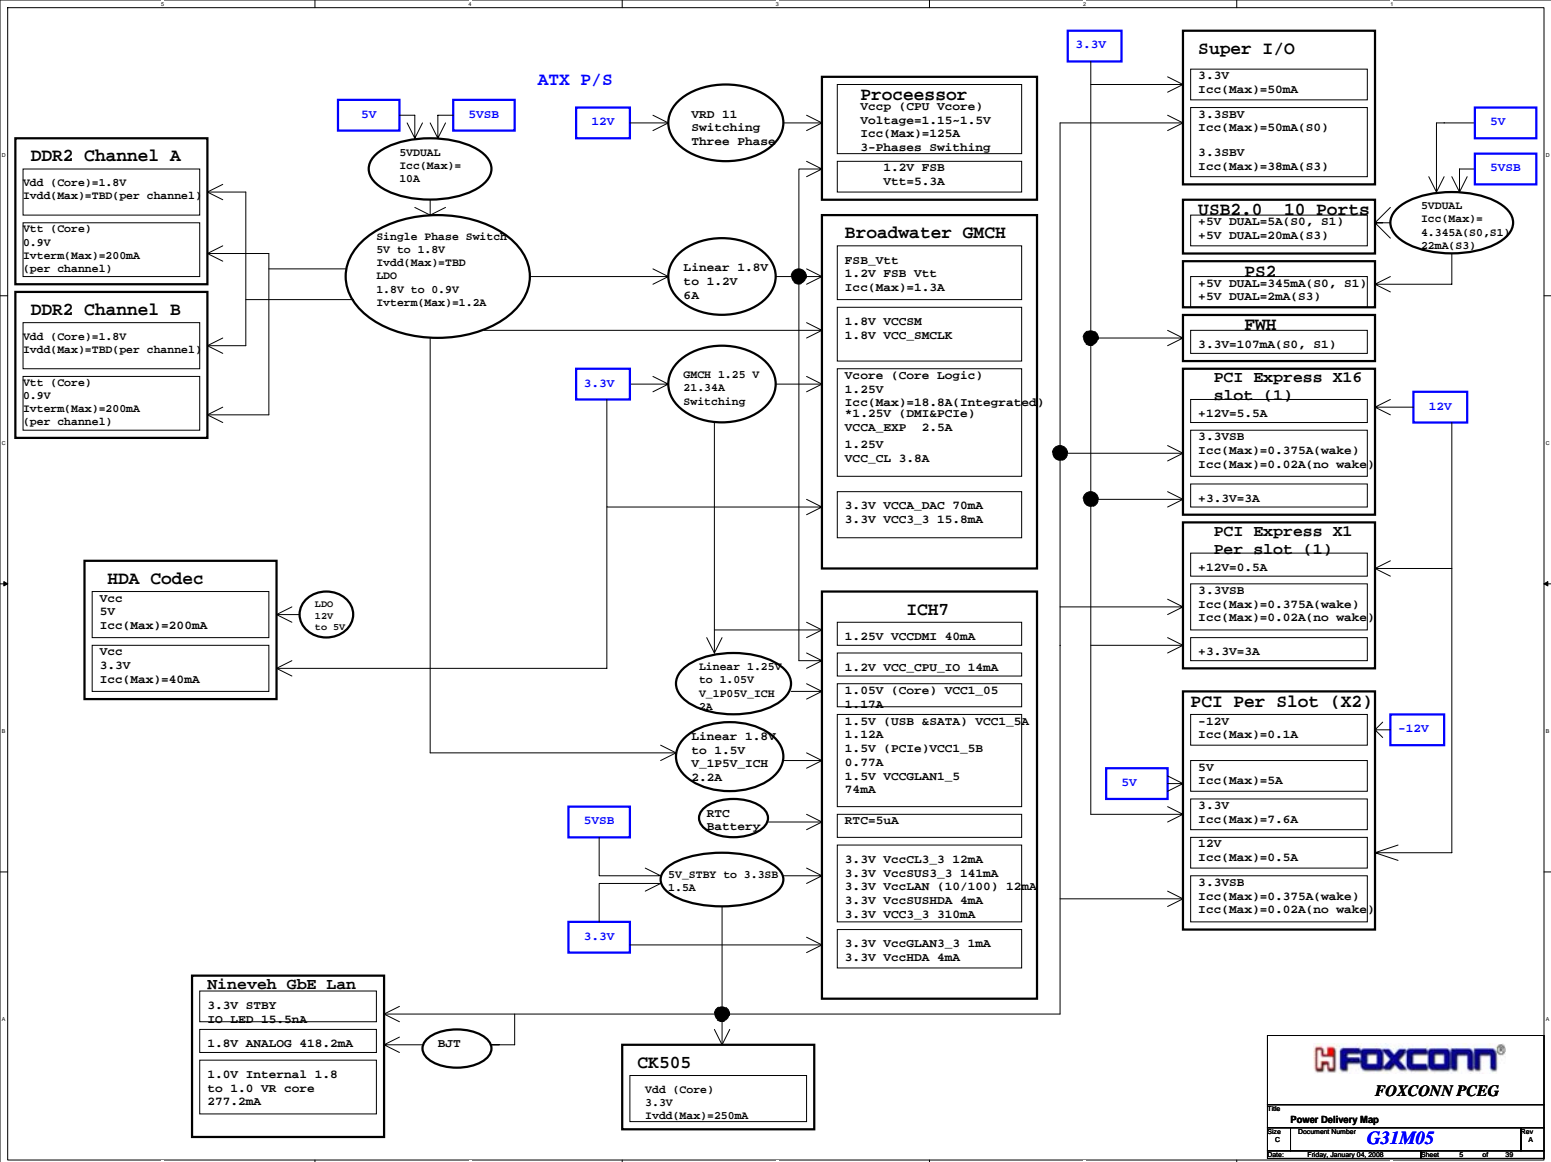 ATX P/S
5V
5VSB
12V
3.3V
5VDUAL
Icc(Max)=
10A
VRD 11
Switching
Three Phase
Proceessor
Vccp (CPU Vcore)
Voltage=1.15~1.5V
Icc(Max)=125A
3-Phases Swithing
1.2V FSB
Vtt=5.3A
DDR2 Channel A
Vdd (Core)=1.8V
Ivdd(Max)=TBD(per channel)
Vtt (Core)
0.9V
Ivterm(Max)=200mA
(per channel)
DDR2 Channel B
Vdd (Core)=1.8V
Ivdd(Max)=TBD(per channel)
Vtt (Core)
0.9V
Ivterm(Max)=200mA
(per channel)
Single Phase Switch
5V to 1.8V
Ivdd(Max)=TBD
LDO
1.8V to 0.9V
Ivterm(Max)=1.2A
Linear 1.8V
to 1.2V
6A
3.3V
GMCH 1.25 V
21.34A
Switching
Broadwater GMCH
FSB_Vtt
1.2V FSB Vtt
Icc(Max)=1.3A
1.8V VCCSM
1.8V VCC_SMCLK
Vcore (Core Logic)
1.25V
Icc(Max)=18.8A(Integrated)
*1.25V (DMI&PCIe)
VCCA_EXP 2.5A
1.25V
VCC_CL 3.8A
3.3V VCCA_DAC 70mA
3.3V VCC3_3 15.8mA
HDA Codec
Vcc
5V
Icc(Max)=200mA
Vcc
3.3V
Icc(Max)=40mA
LDO
12V
to 5V
ICH7
1.25V VCCDMI 40mA
1.2V VCC_CPU_IO 14mA
1.05V (Core) VCC1_05
1.17A
1.5V (USB &SATA) VCC1_5A
1.12A
1.5V (PCIe)VCC1_5B
0.77A
1.5V VCCGLAN1_5
74mA
RTC=5uA
3.3V VccCL3_3 12mA
3.3V VccSUS3_3 141mA
3.3V VccLAN (10/100) 12mA
3.3V VccSUSHDA 4mA
3.3V VCC3_3 310mA
3.3V VccGLAN3_3 1mA
3.3V VccHDA 4mA
Linear 1.25V
to 1.05V
V_1P05V_ICH
2A
Linear 1.8V
to 1.5V
V_1P5V_ICH
2.2A
RTC
Battery
5VSB
5V_STBY to 3.3SB
1.5A
3.3V
Nineveh GbE Lan
3.3V STBY
IO LED 15.5nA
1.8V ANALOG 418.2mA
1.0V Internal 1.8
to 1.0 VR core
277.2mA
BJT
CK505
Vdd (Core)
3.3V
Ivdd(Max)=250mA
Super I/O
3.3V
Icc(Max)=50mA
3.3SBV
Icc(Max)=50mA(S0)
3.3SBV
Icc(Max)=38mA(S3)
5V
5VSB
5VDUAL
Icc(Max)=
4.345A(S0,S1)
22mA(S3)
USB2.0 10 Ports
+5V DUAL=5A(S0, S1)
+5V DUAL=20mA(S3)
PS2
+5V DUAL=345mA(S0, S1)
+5V DUAL=2mA(S3)
FWH
3.3V=107mA(S0, S1)
PCI Express X16
slot (1)
+12V=5.5A
3.3VSB
Icc(Max)=0.375A(wake)
Icc(Max)=0.02A(no wake)
+3.3V=3A
12V
PCI Express X1
Per slot (1)
+12V=0.5A
3.3VSB
Icc(Max)=0.375A(wake)
Icc(Max)=0.02A(no wake)
+3.3V=3A
PCI Per Slot (X2)
-12V
Icc(Max)=0.1A
5V
Icc(Max)=5A
3.3V
Icc(Max)=7.6A
12V
Icc(Max)=0.5A
3.3VSB
Icc(Max)=0.375A(wake)
Icc(Max)=0.02A(no wake)
-12V
5V
FOXCONN®
FOXCONN PCEG
Title
Power Delivery Map
Size
C
Document Number
G31M05
Rev
A
Date: Friday, January 04, 2008 Sheet 5 of 39